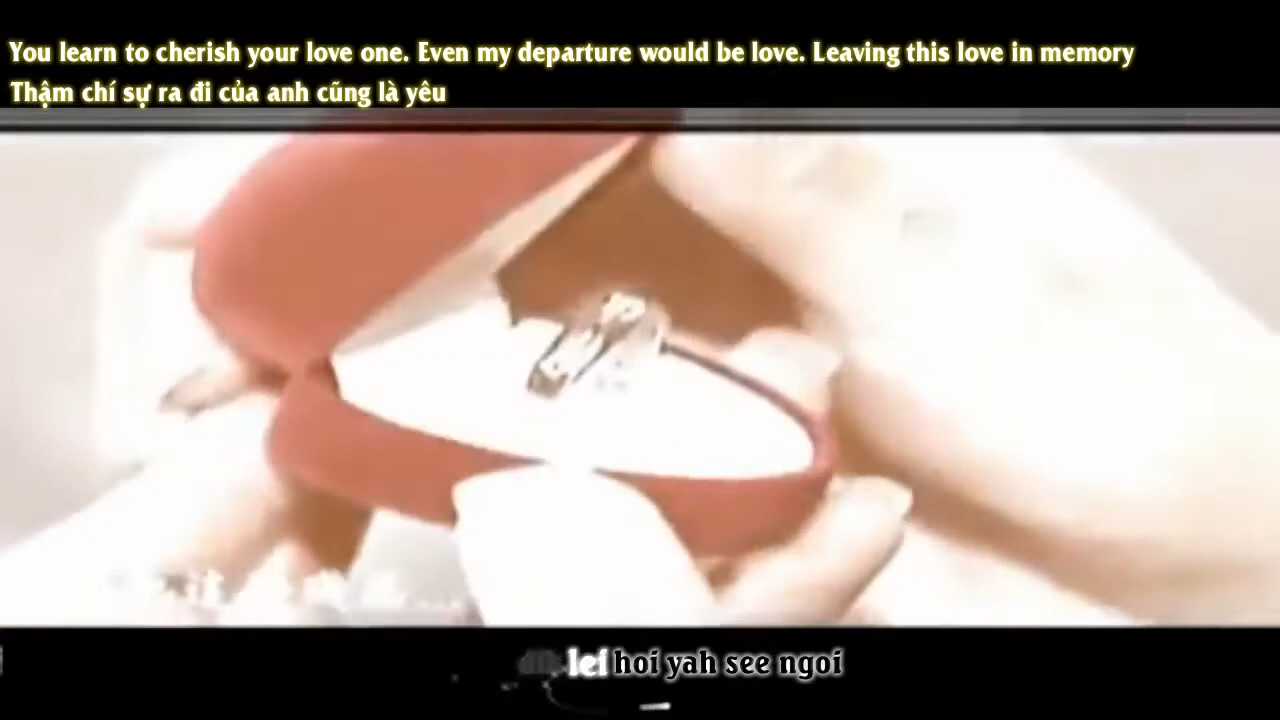 You learn to cherish your love one. Even my departure would be love. Leaving this love in memory
Thậm chí sự ra đi của anh cũng là yêu
lei hoi yah see ngoi